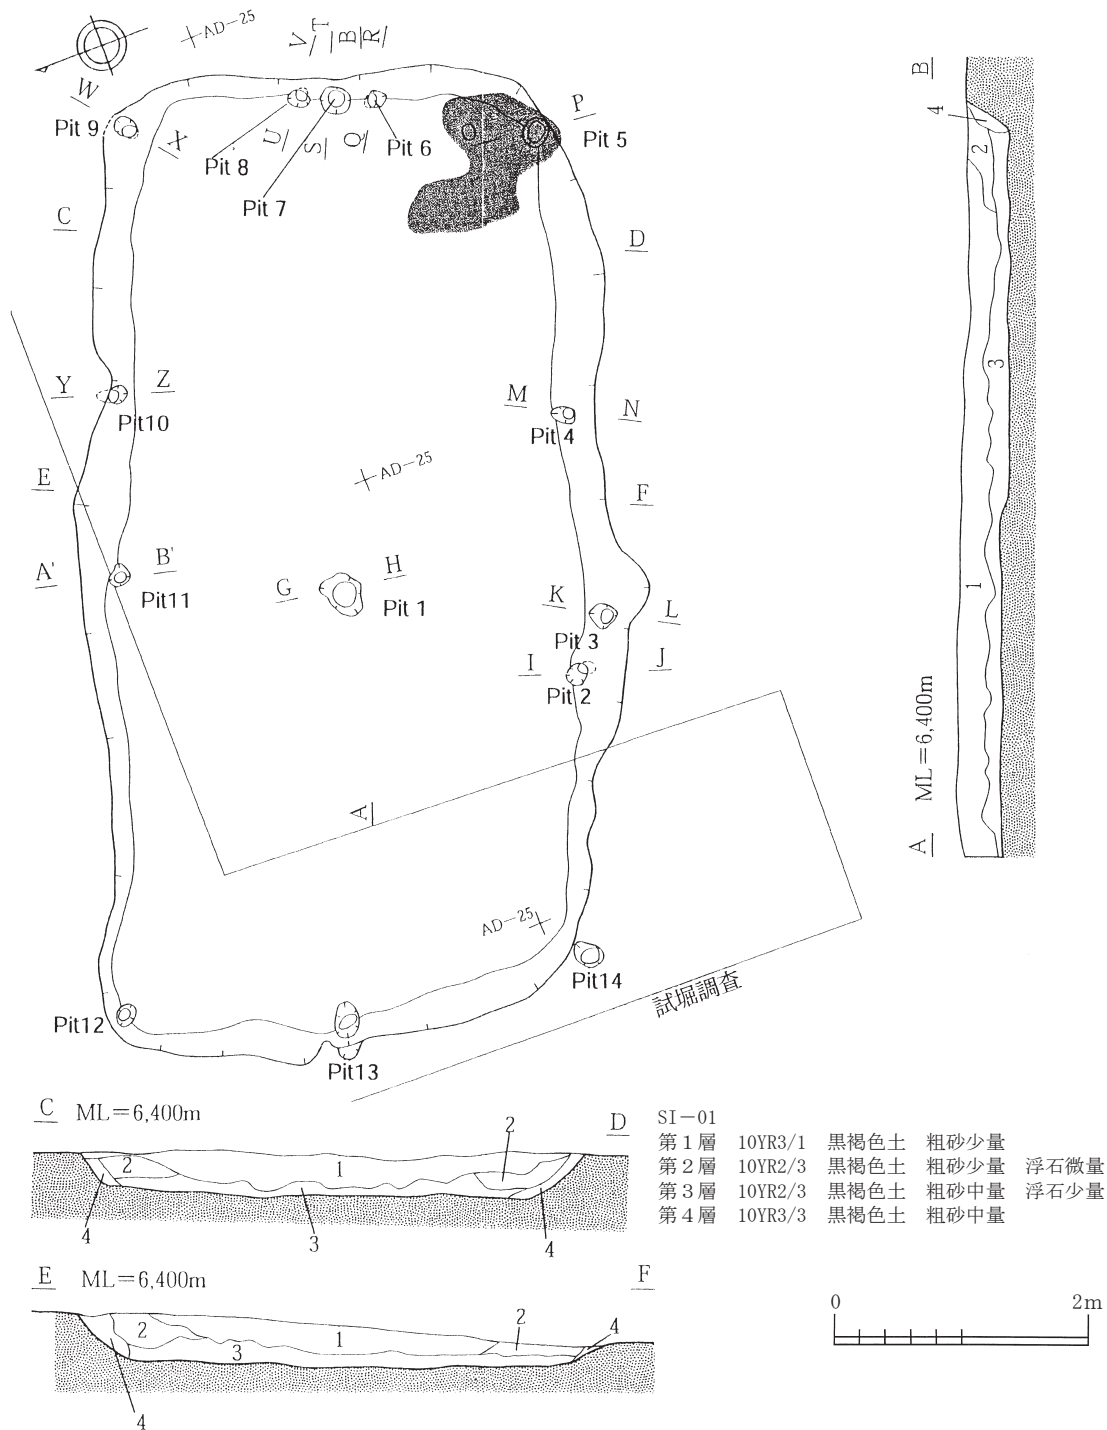 AD－25
V T B R
W
P
Pit 9
Pit 5
X
U S Q
O
Pit 6
Pit 8
Pit 7
C
D
Y
Z
Pit10
M
N
Pit 4
AD－25
E
F
A'
B'
Pit11
G
H
Pit 1
K
L
Pit 3
I
J
Pit 2
A
AD－25
Pit14
試堀調査
Pit12
Pit13
B
4
2
3
1
ML＝6,400m
A
C ML＝6,400m
D
2
1
2
4
3
4
E ML＝6,400m
F
2
1
2
4
3
4
SI－01
第１層 10YR3/1 黒褐色土 粗砂少量
第２層 10YR2/3 黒褐色土 粗砂少量 浮石微量
第３層 10YR2/3 黒褐色土 粗砂中量 浮石少量
第４層 10YR3/3 黒褐色土 粗砂中量
0 2m